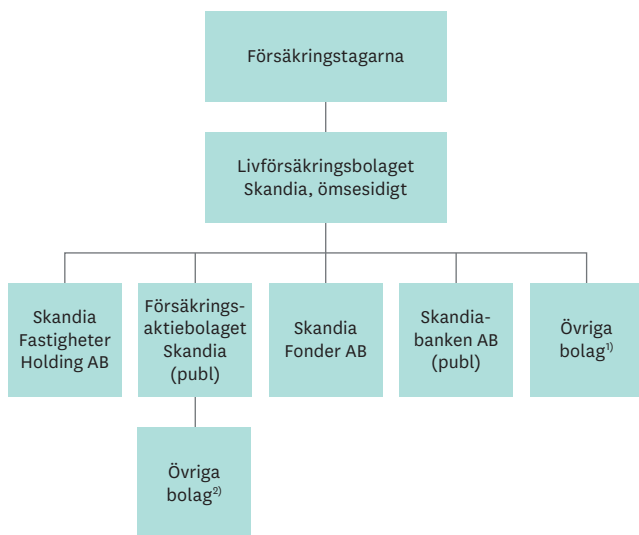 Försäkringstagarna
Livförsäkringsbolaget
Skandia, ömsesidigt
Skandia
Fastigheter
Holding AB
Försäkrings-
aktiebolaget
Skandia
(publ)
Skandia
Fonder AB
Skandia-
banken AB
(publ)
Övriga
bolag¹⁾
Övriga
bolag²⁾